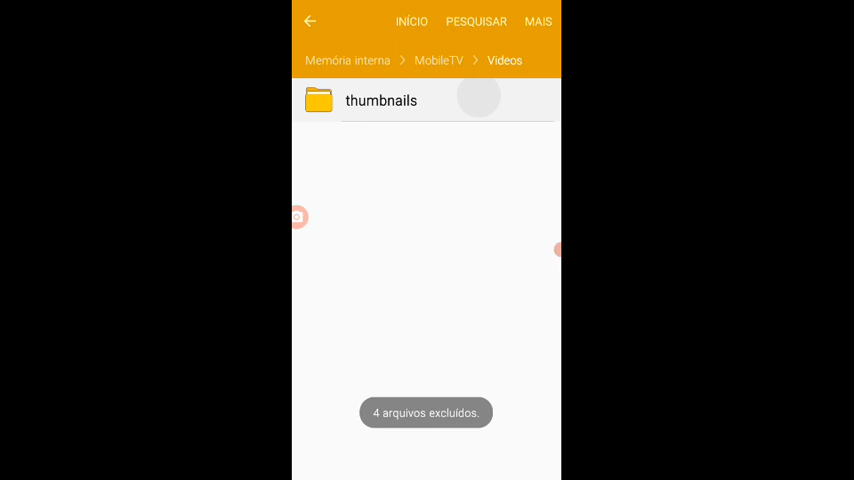 INÍCIO PESQUISAR MAIS
Memória interna > MobileTV > Videos
thumbnails
4 arquivos excluídos.